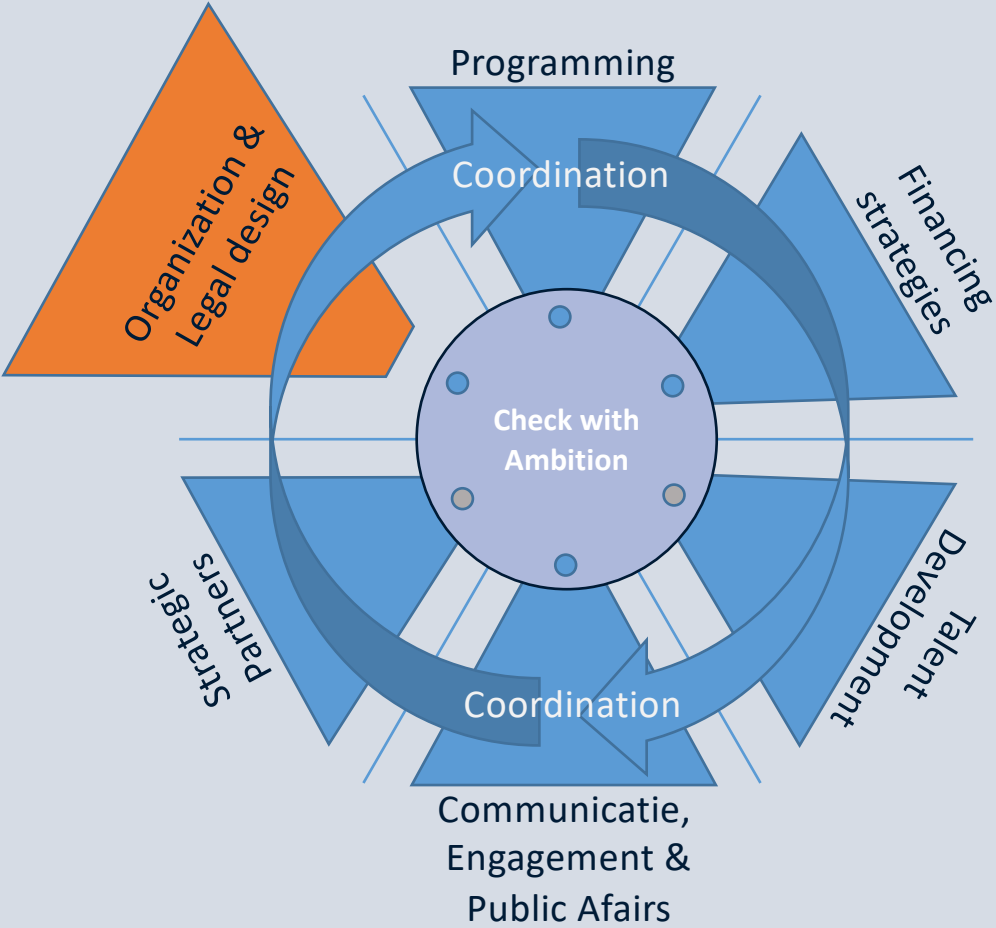 Programming
Coordination
Organization &
Legal design
Financing
strategies
Check with
Ambition
Strategic
Partners
Talent
Development
Coordination
Communicatie,
Engagement &
Public Afairs